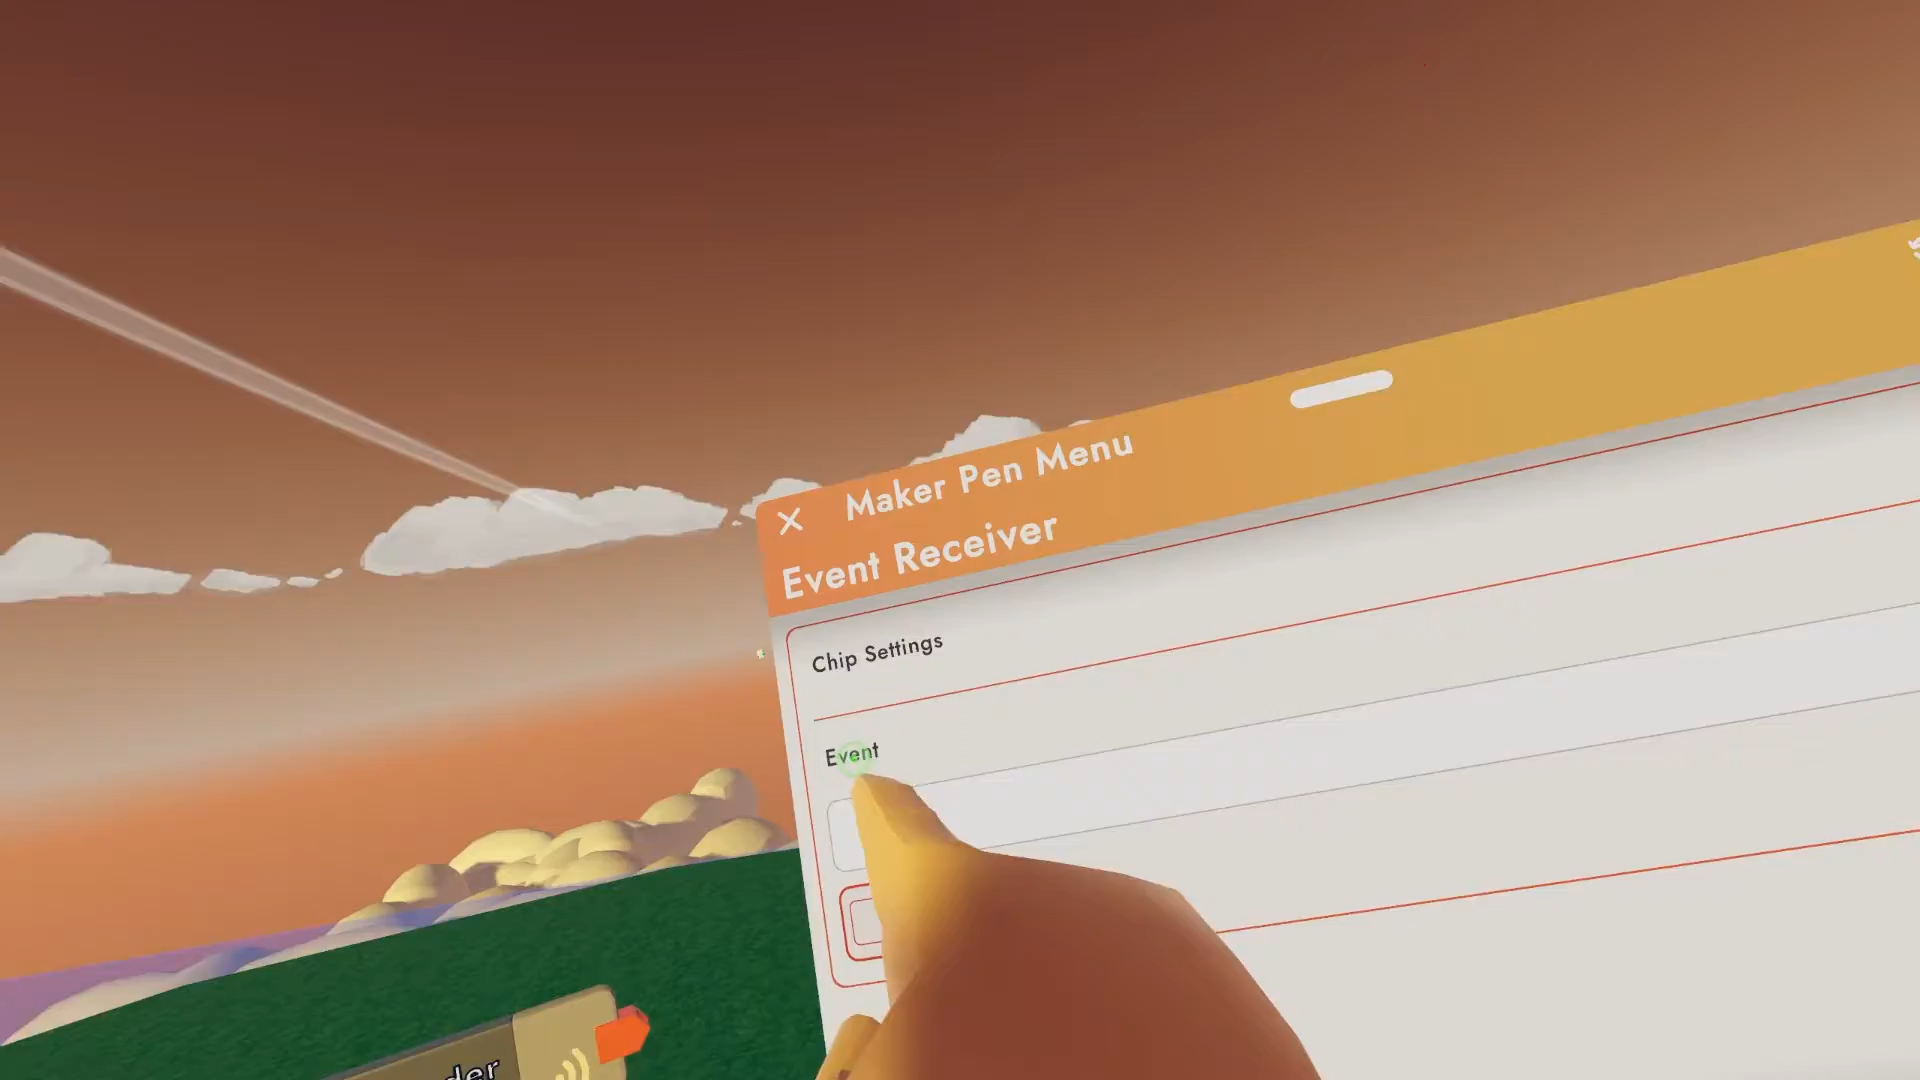 Maker Pen Menu
Event Receiver
Chip Settings
Event